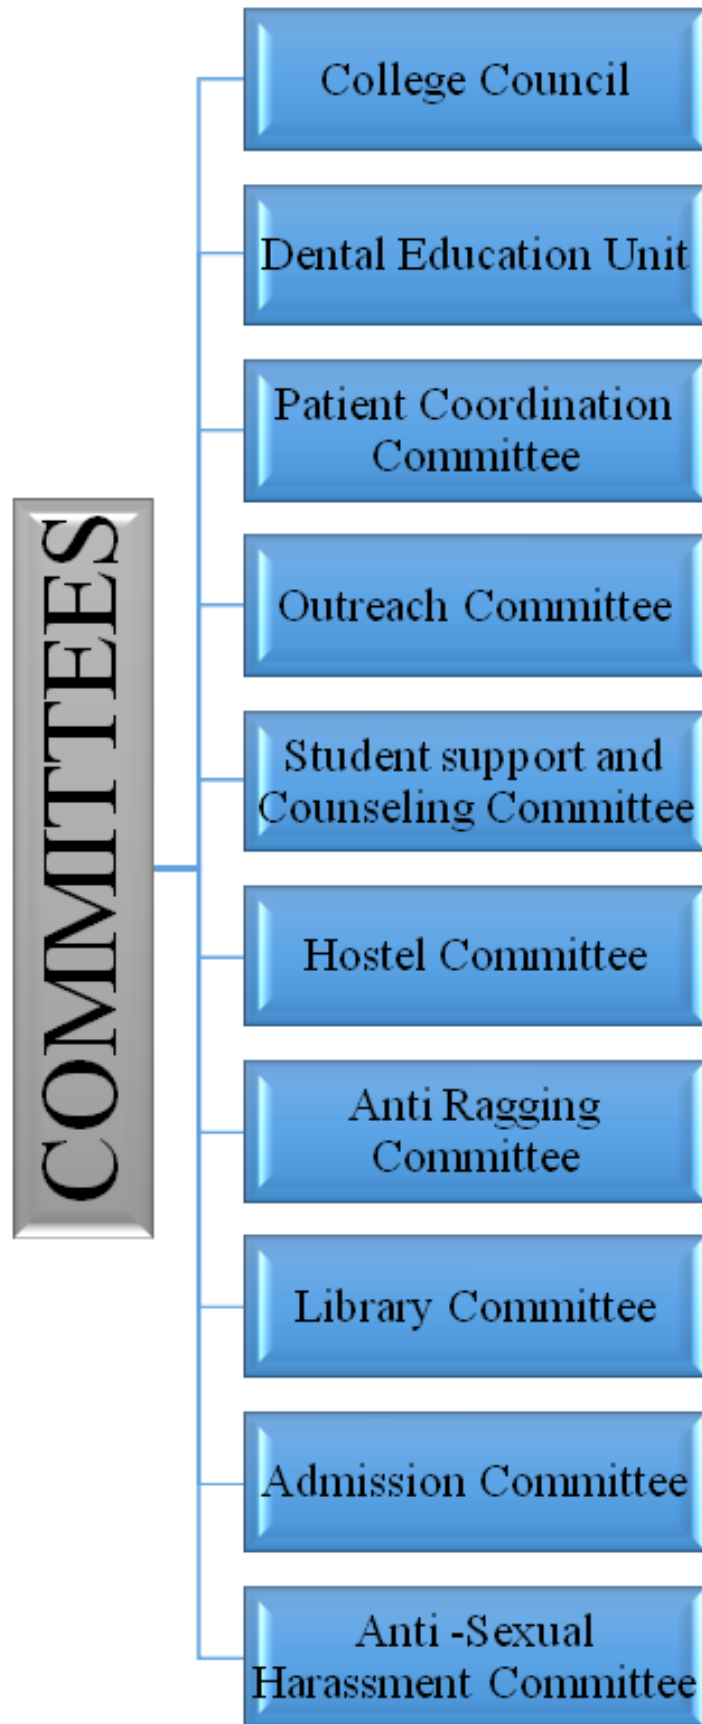 COMMITTEES
College Council
Dental Education Unit
Patient Coordination
Committee
Outreach Committee
Student support and
Counseling Committee
Hostel Committee
Anti Ragging
Committee
Library Committee
Admission Committee
Anti -Sexual
Harassment Committee